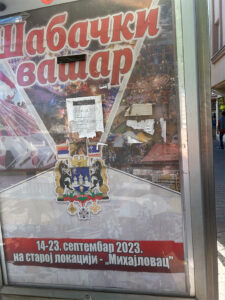 Шабачки
вашар
14-23. септембар 2023.
на старој локацији - „Михајловац”